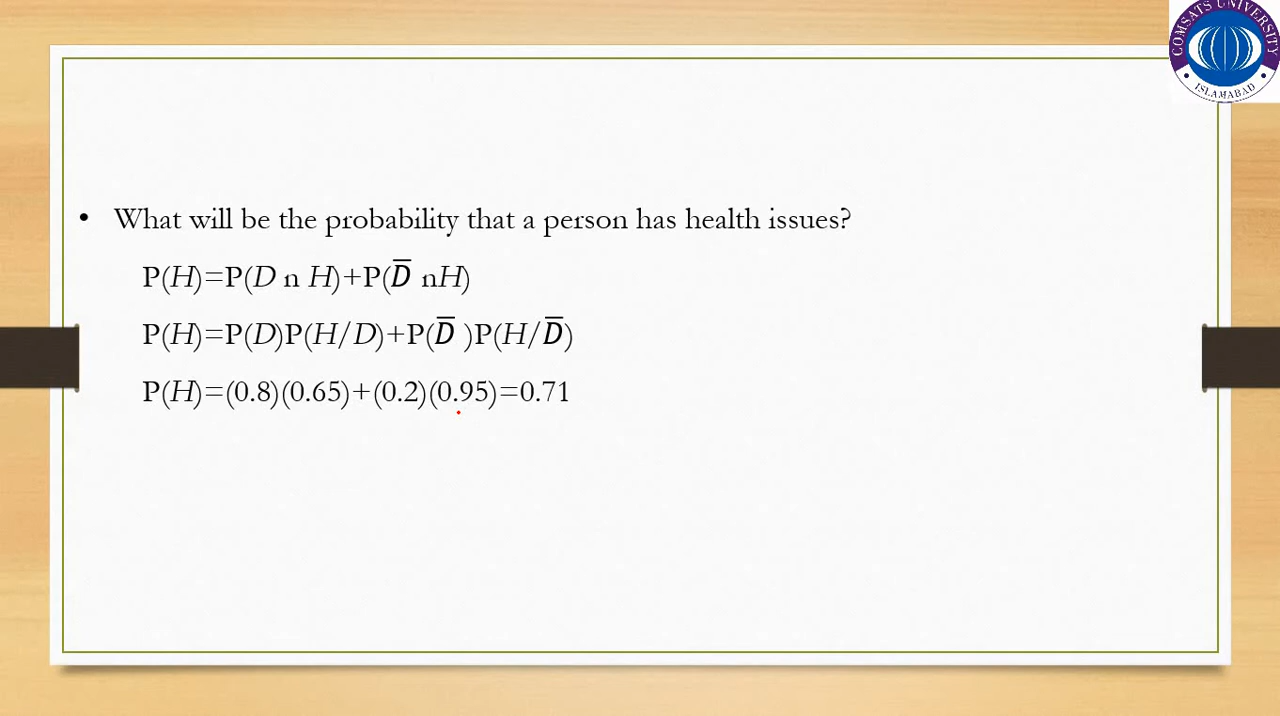 COMSATS UNIVERSITY
ISLAMABAD
• What will be the probability that a person has health issues?
P(H)=P(D n H)+P(D̅ nH)
P(H)=P(D)P(H/D)+P(D̅ )P(H/D̅)
P(H)=(0.8)(0.65)+(0.2)(0.95)=0.71